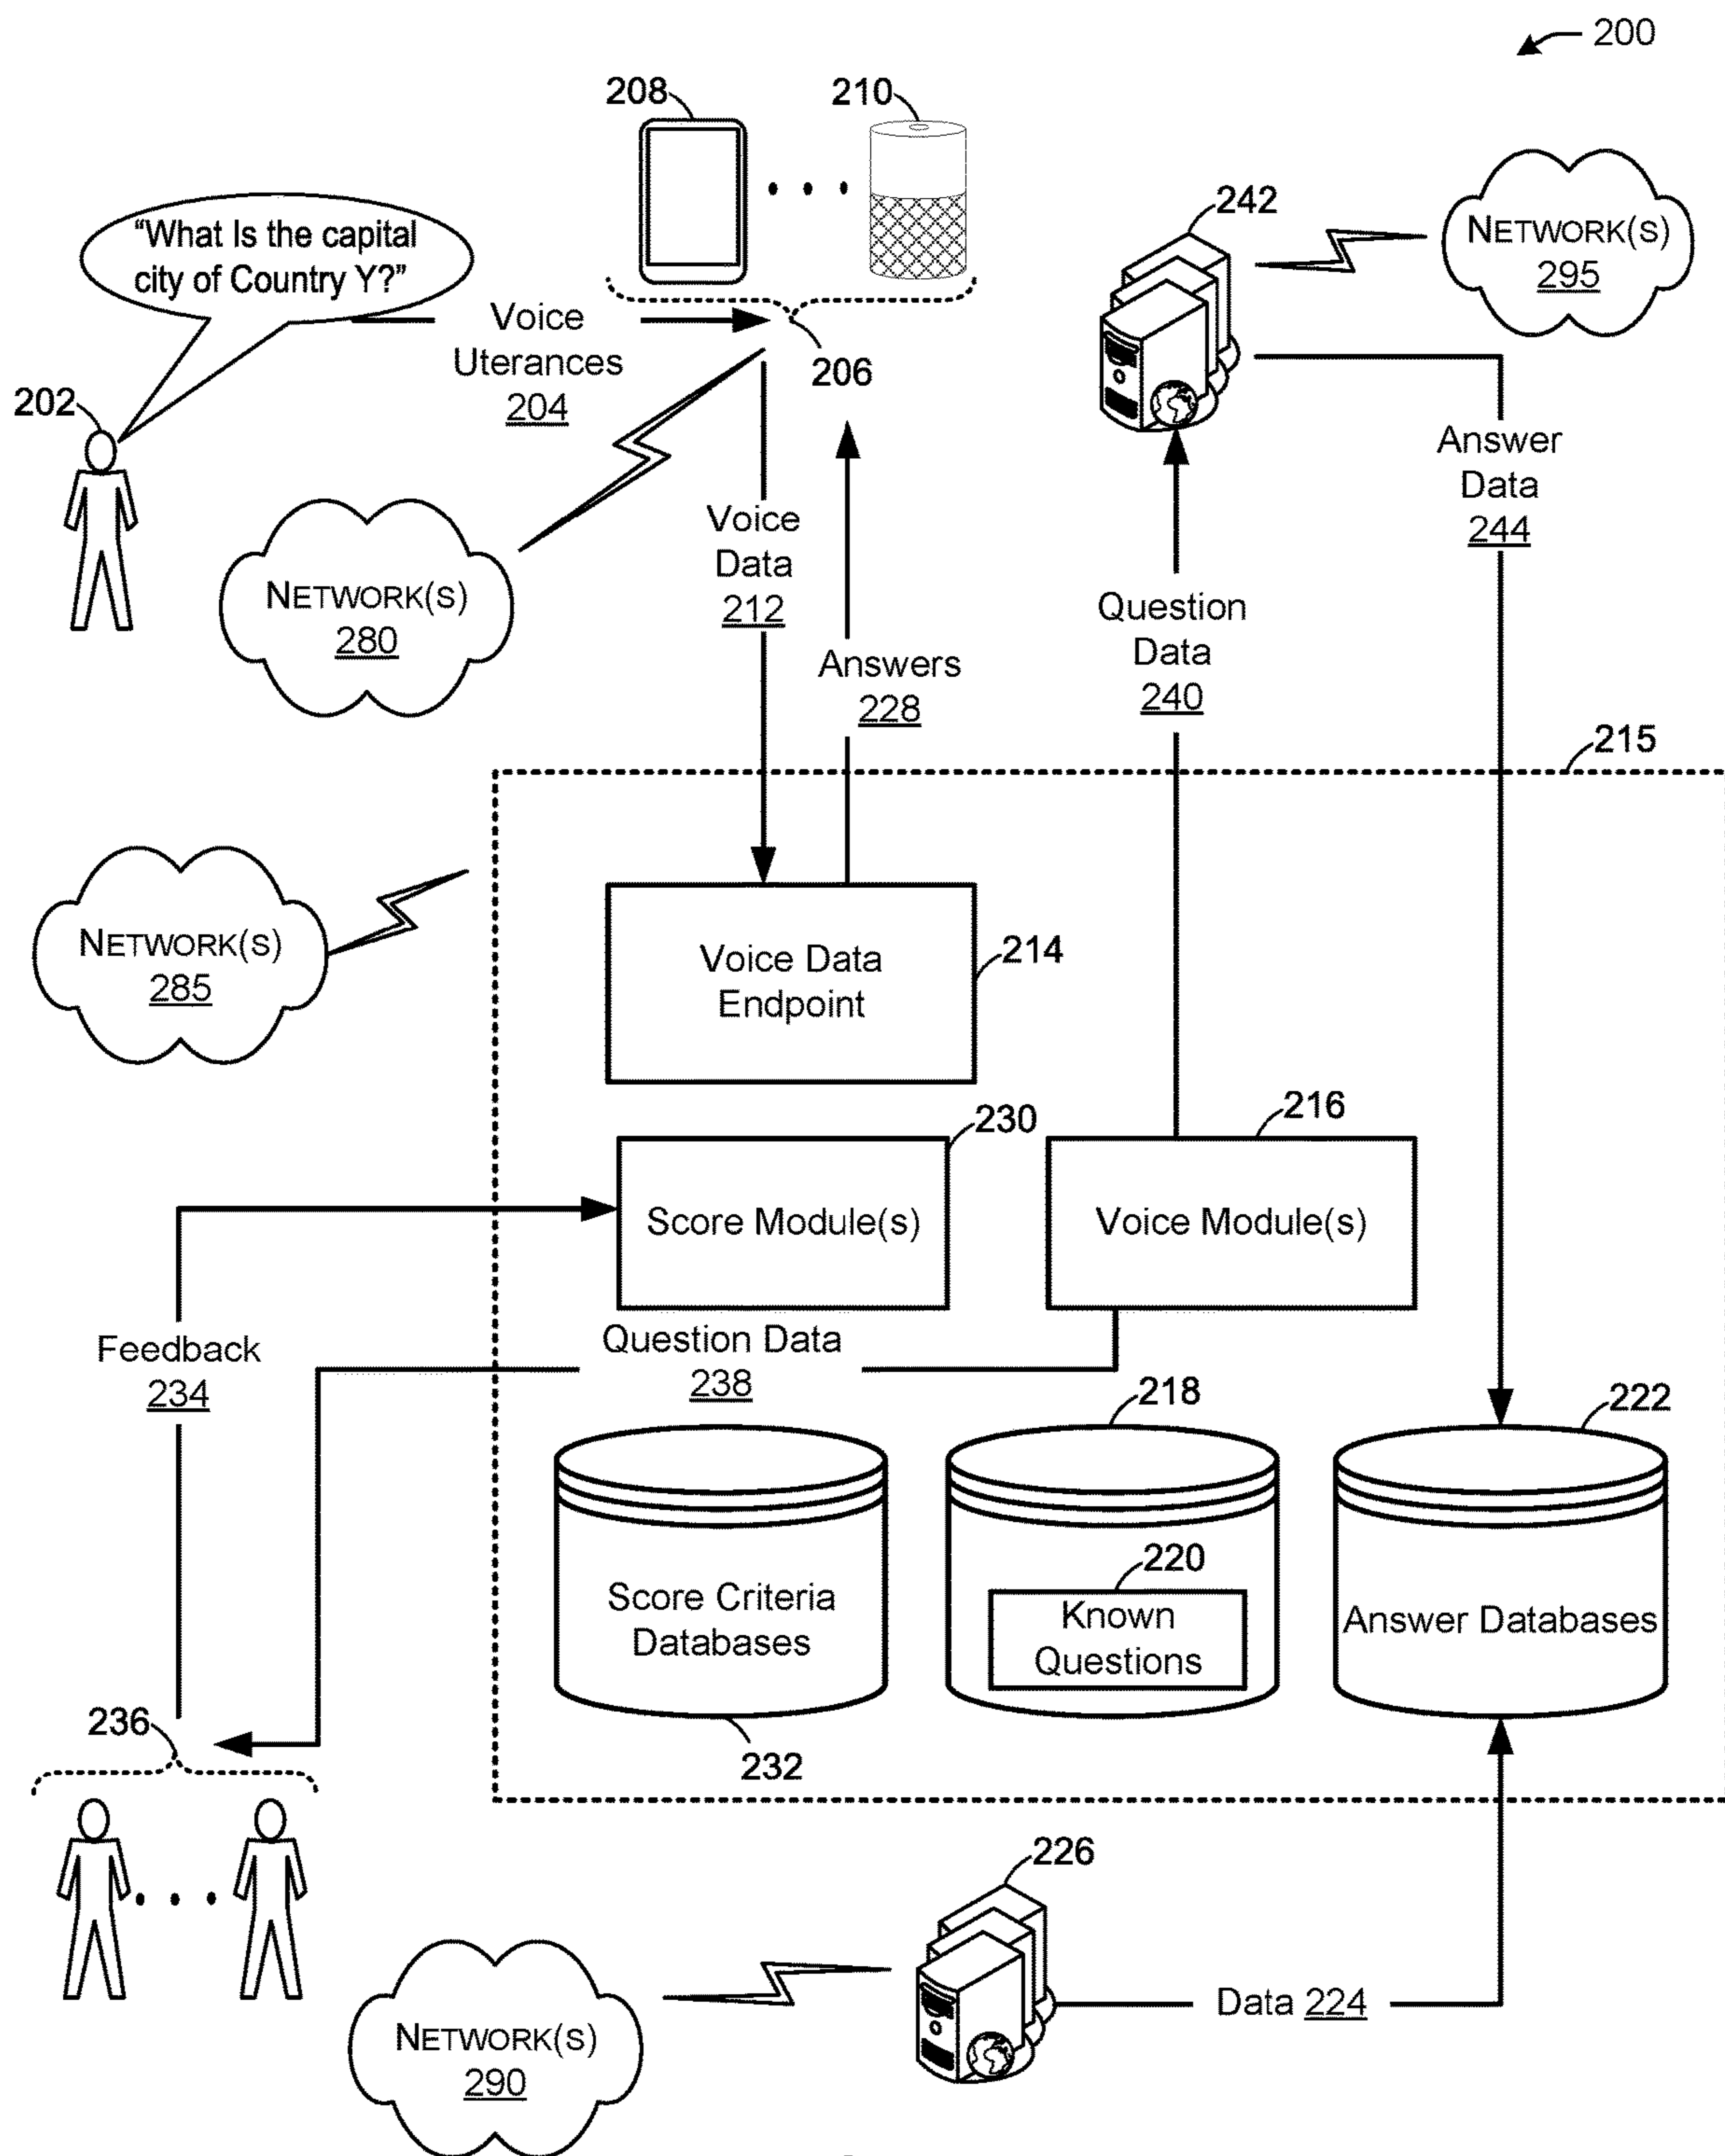 200
208
210
242
NETWORK(S)
295
“What Is the capital
city of Country Y?”
Voice
Uterances
204
206
202
Answer
Data
244
Voice
Data
212
NETWORK(S)
280
Question
Data
240
Answers
228
215
NETWORK(S)
285
Voice Data
Endpoint
214
230
216
Score Module(s)
Voice Module(s)
Feedback
234
Question Data
238
218
222
220
Score Criteria
Databases
Known
Questions
Answer Databases
236
232
226
Data 224
NETWORK(S)
290